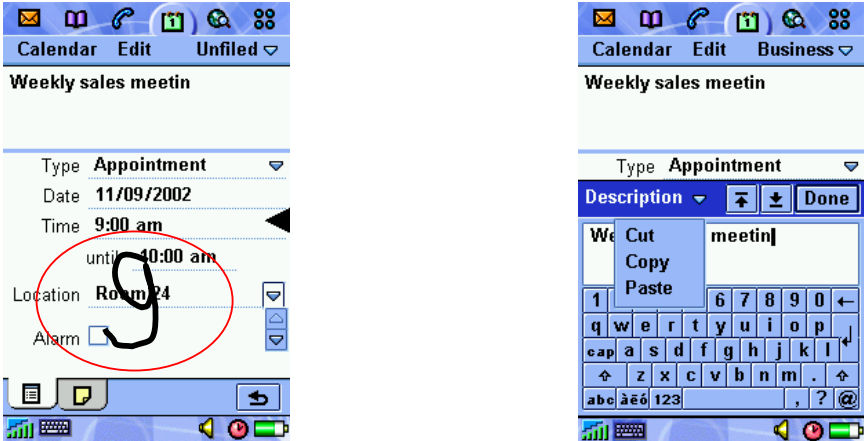 1
Calendar Edit Unfiled
Weekly sales meetin
Type Appointment
Date 11/09/2002
Time 9:00 am
until 10:00 am
Location Room 24
Alarm
g
1
Calendar Edit Business
Weekly sales meetin
Type Appointment
Description Done
We meetin
Cut
Copy
Paste
1 6 7 8 9 0 ←
q w e r t y u i o p
cap a s d f g h j k l
z x c v b n m .
abc àëó 123 , ? @